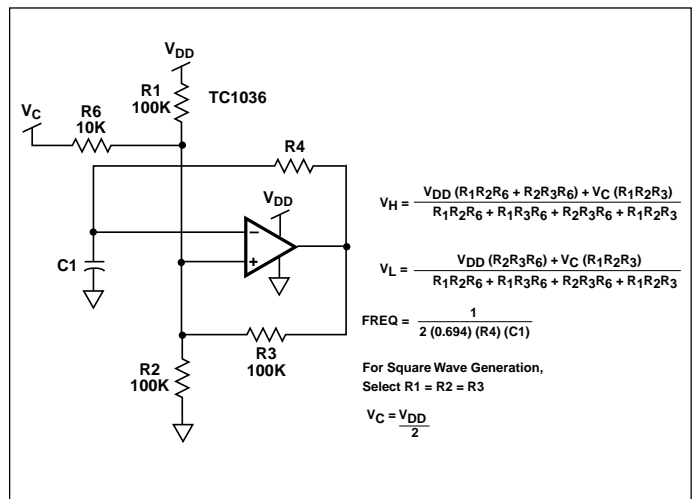 VDD
R1
100K
TC1036
VC
R6
10K
R4
VDD
C1
R3
100K
R2
100K
VH = VDD (R1R2R6 + R2R3R6) + VC (R1R2R3)
R1R2R6 + R1R3R6 + R2R3R6 + R1R2R3
VL = VDD (R2R3R6) + VC (R1R2R3)
R1R2R6 + R1R3R6 + R2R3R6 + R1R2R3
FREQ = 1
2 (0.694) (R4) (C1)
For Square Wave Generation,
Select R1 = R2 = R3
VC = VDD
2